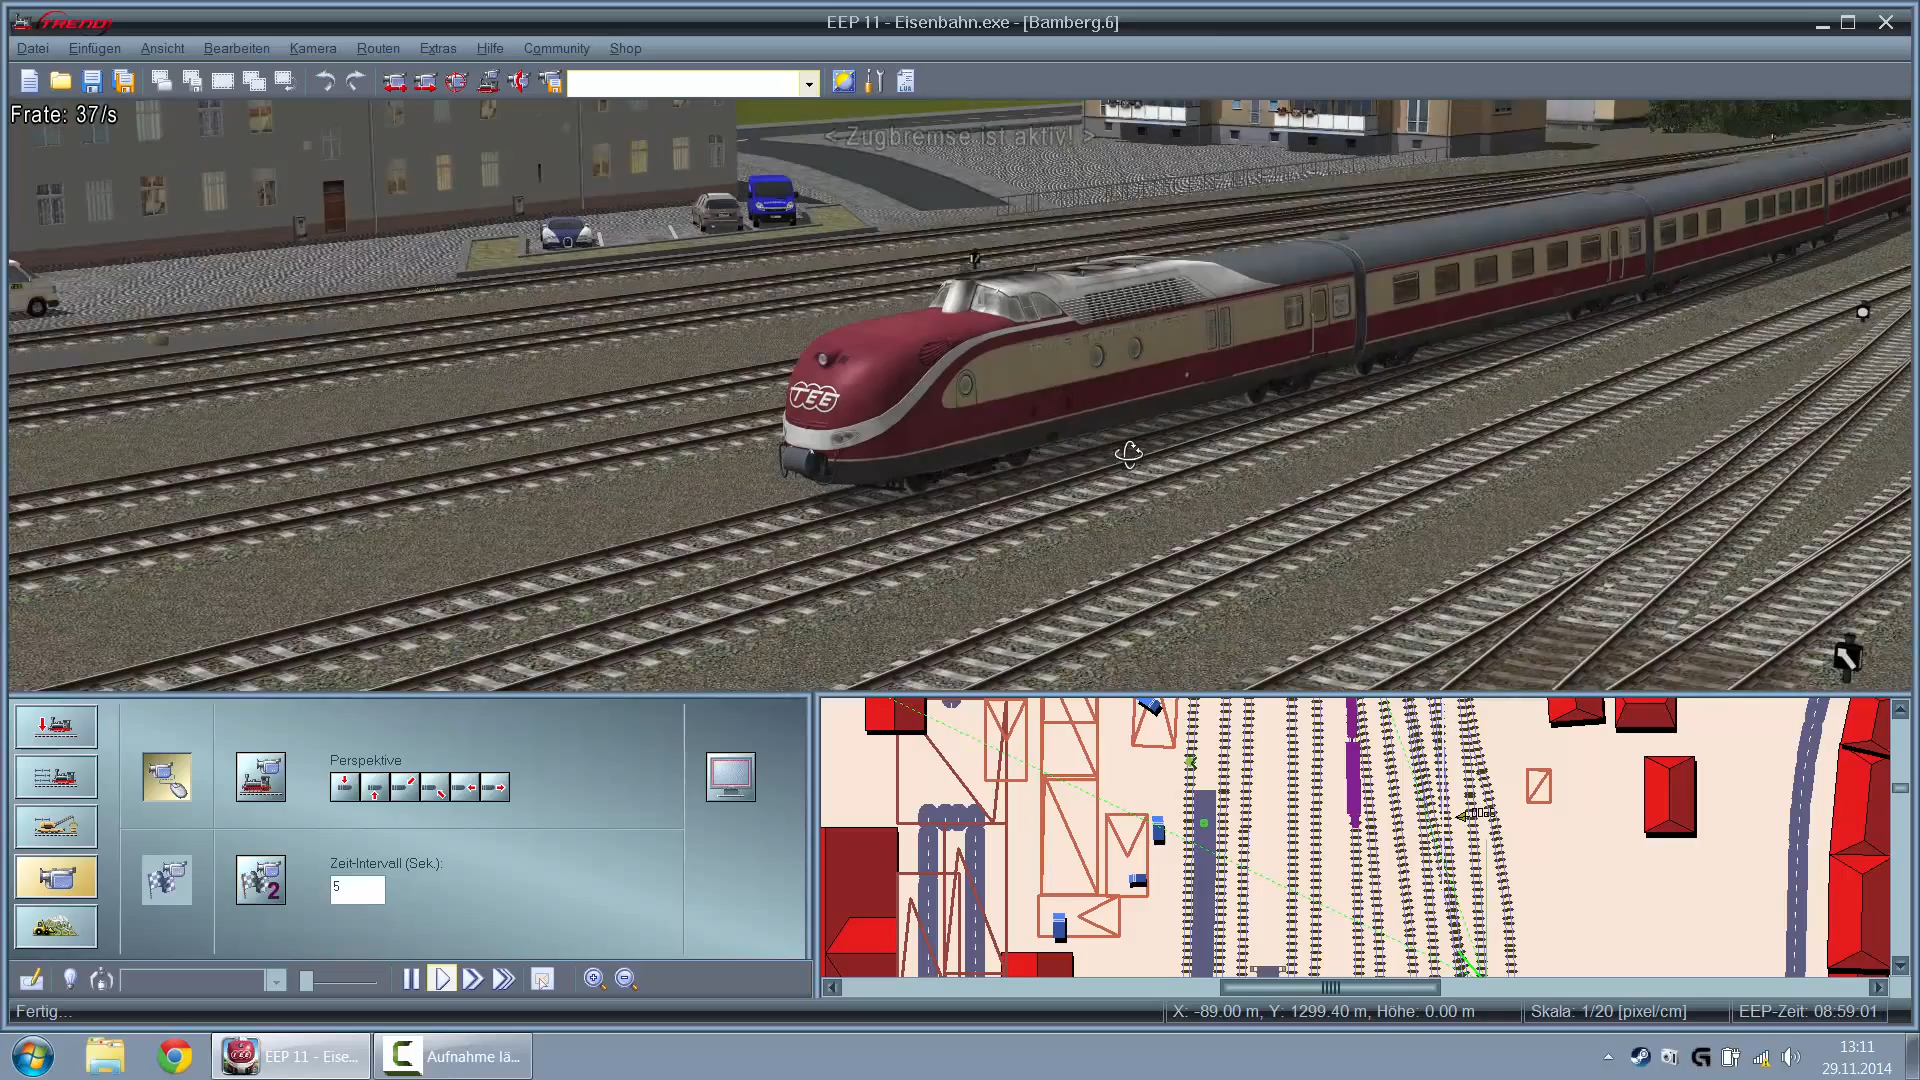 TREND
EEP 11 - Eisenbahn.exe - [Bamberg.6]
Datei Einfügen Ansicht Bearbeiten Kamera Routen Extras Hilfe Community Shop
LUA
Frate: 37/s
< Zugbremse ist aktiv! >
TEE
Perspektive
Zeit-Intervall (Sek.):
2
5
Fertig...
X: -89.00 m, Y: 1299.40 m, Höhe: 0.00 m
Skala: 1/20 [pixel/cm]
EEP-Zeit: 08:59:01
EEP 11 - Eise...
Aufnahme lä...
13:11
29.11.2014